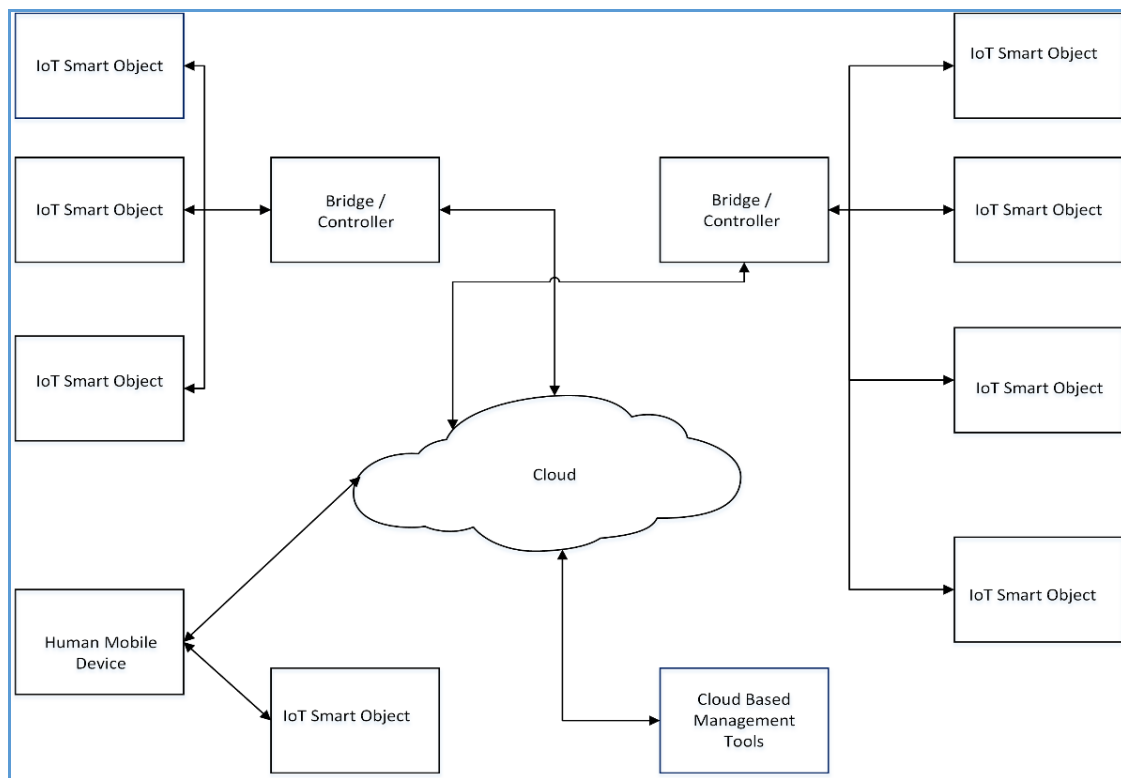 IoT Smart Object
IoT Smart Object
IoT Smart Object
Bridge /
Controller
Bridge /
Controller
IoT Smart Object
IoT Smart Object
IoT Smart Object
IoT Smart Object
Cloud
Human Mobile
Device
IoT Smart Object
Cloud Based
Management
Tools